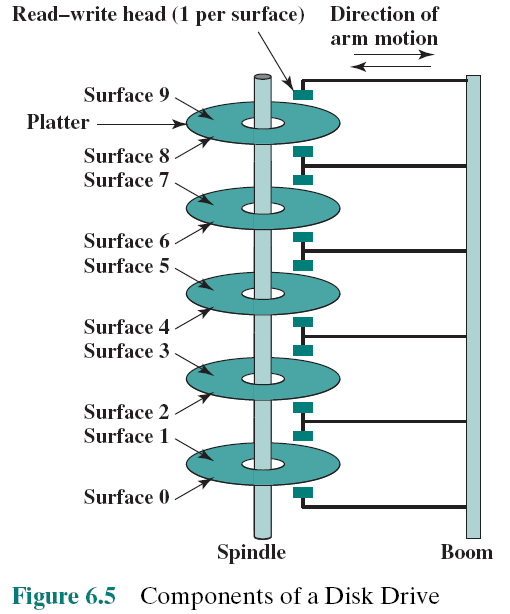 Read–write head (1 per surface)
Direction of
arm motion
Surface 9
Platter
Surface 8
Surface 7
Surface 6
Surface 5
Surface 4
Surface 3
Surface 2
Surface 1
Surface 0
Spindle
Boom
Figure 6.5 Components of a Disk Drive